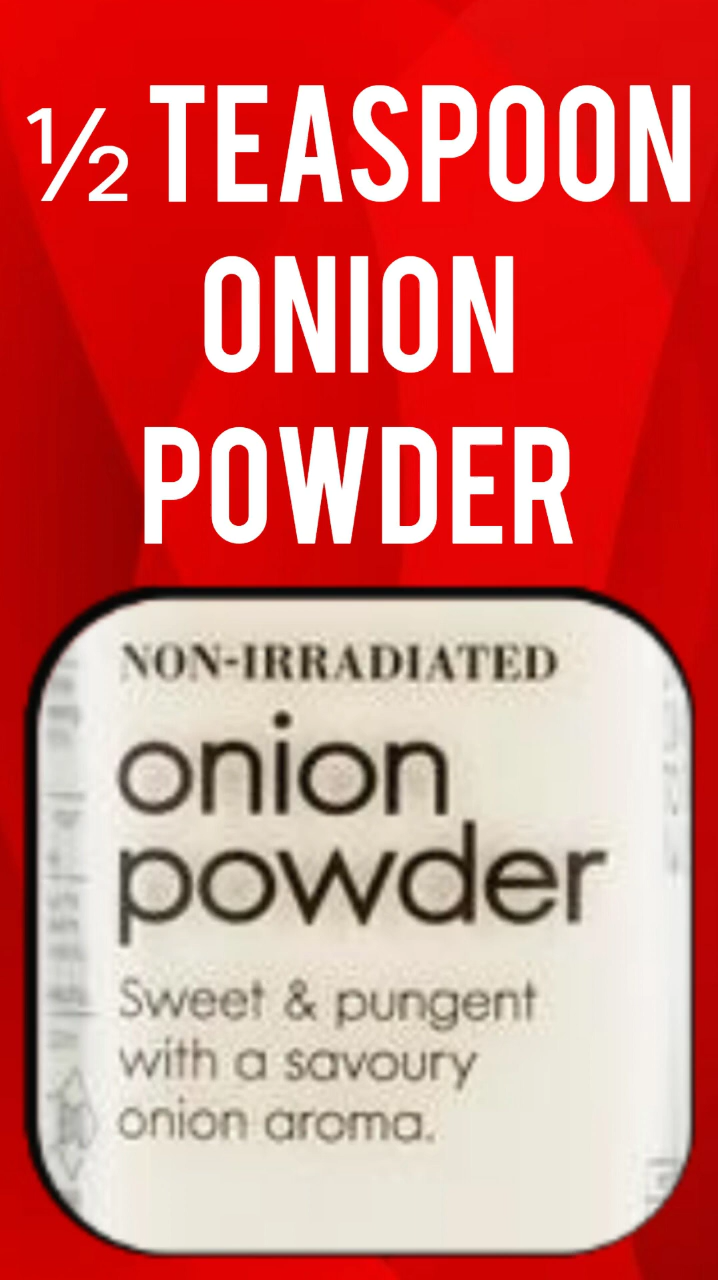 ½ TEASPOON
ONION
POWDER
NON-IRRADIATED
onion
powder
Sweet & pungent
with a savoury
onion aroma.